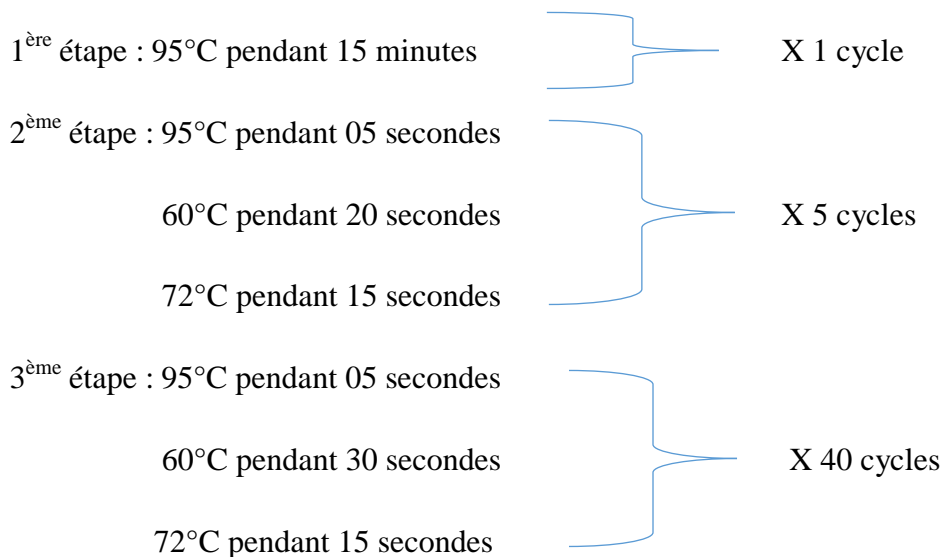 1ère étape : 95°C pendant 15 minutes X 1 cycle
2ème étape : 95°C pendant 05 secondes
60°C pendant 20 secondes X 5 cycles
72°C pendant 15 secondes
3ème étape : 95°C pendant 05 secondes
60°C pendant 30 secondes X 40 cycles
72°C pendant 15 secondes